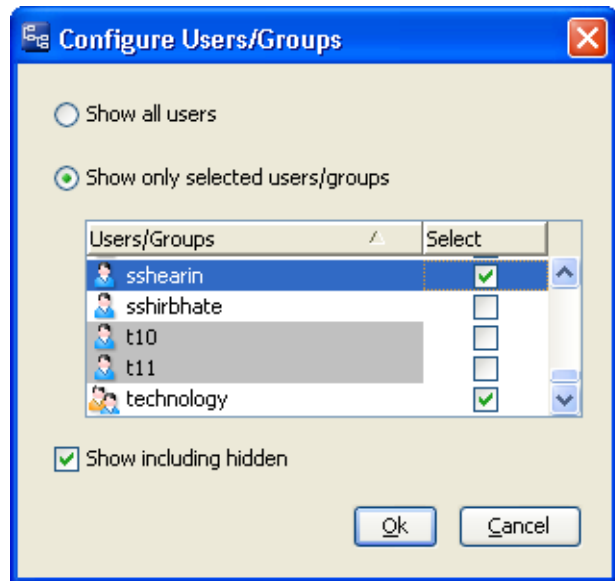 Configure Users/Groups
Show all users
Show only selected users/groups
Users/Groups Select
sshearin
sshirbhate
t10
t11
technology
Show including hidden
Ok Cancel